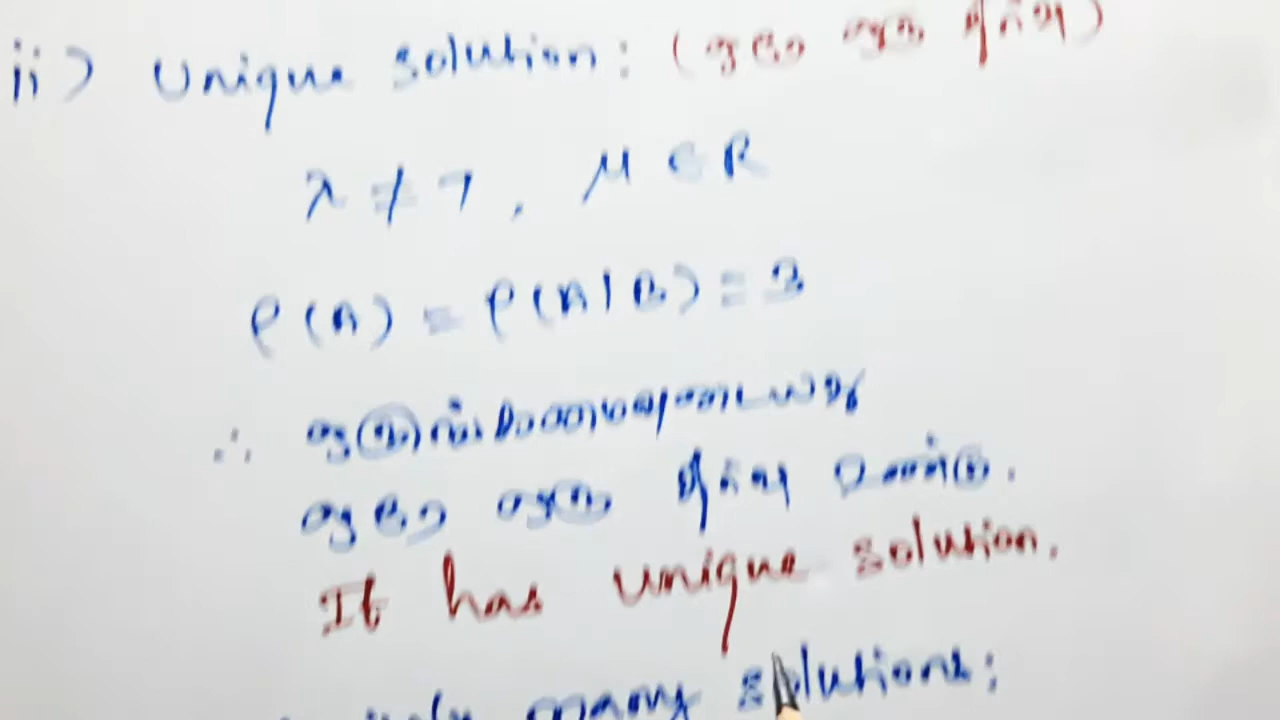 ii) Unique solution: (ஒரே ஒரு தீர்வு)
λ ≠ 7, μ ∈ R
ρ(A) = ρ(A|B) = 3
∴ ஒருங்கமைவுடையது
ஒரே ஒரு தீர்வு உண்டு.
It has unique solution.
many solutions: